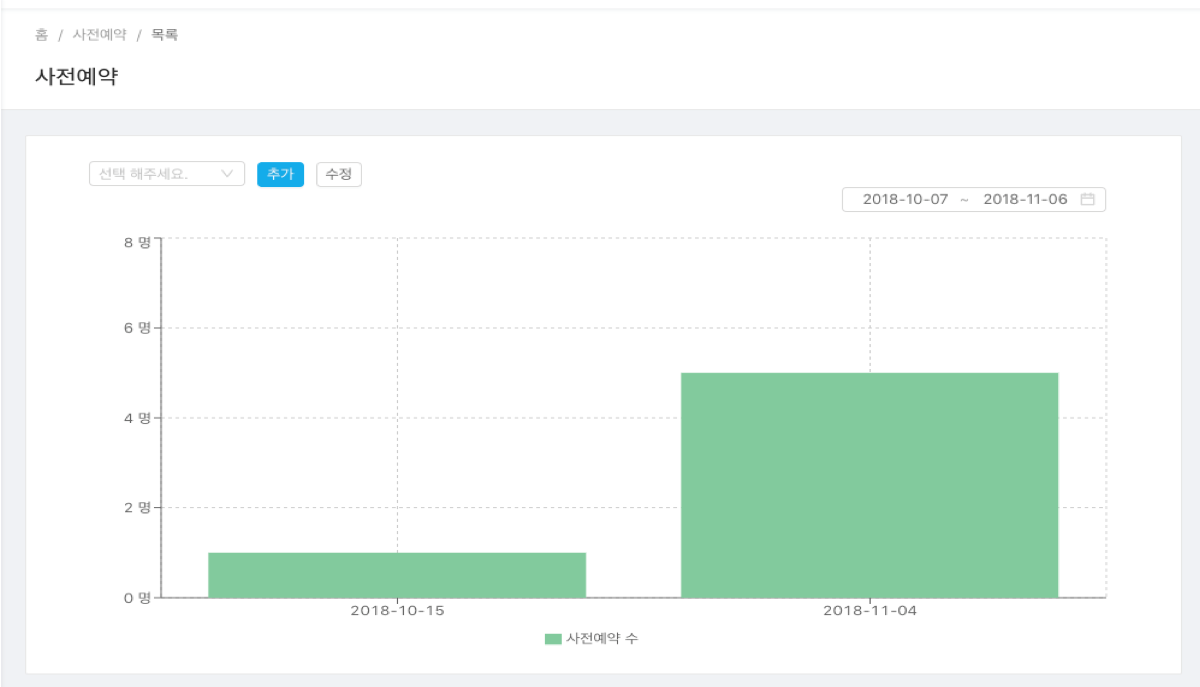 홈 / 사전예약 / 목록
사전예약
선택 해주세요. 추가 수정
2018-10-07 ~ 2018-11-06
8 명
6 명
4 명
2 명
0 명
2018-10-15 2018-11-04
사전예약 수